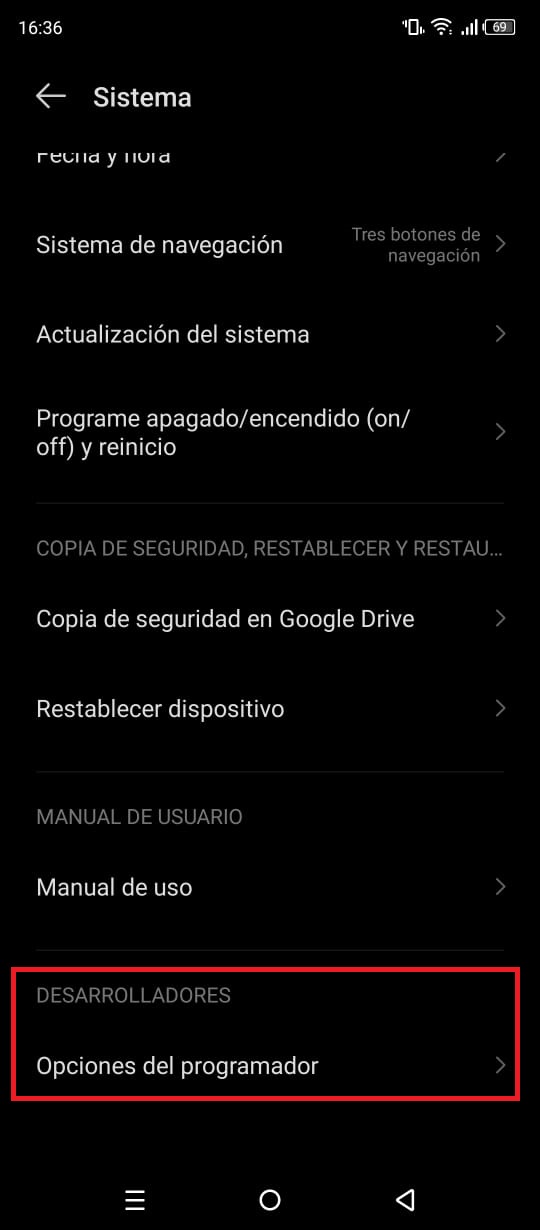 16:36
69
Sistema
Fecha y hora
Sistema de navegación
Tres botones de
navegación
Actualización del sistema
Programe apagado/encendido (on/
off) y reinicio
COPIA DE SEGURIDAD, RESTABLECER Y RESTAU...
Copia de seguridad en Google Drive
Restablecer dispositivo
MANUAL DE USUARIO
Manual de uso
DESARROLLADORES
Opciones del programador